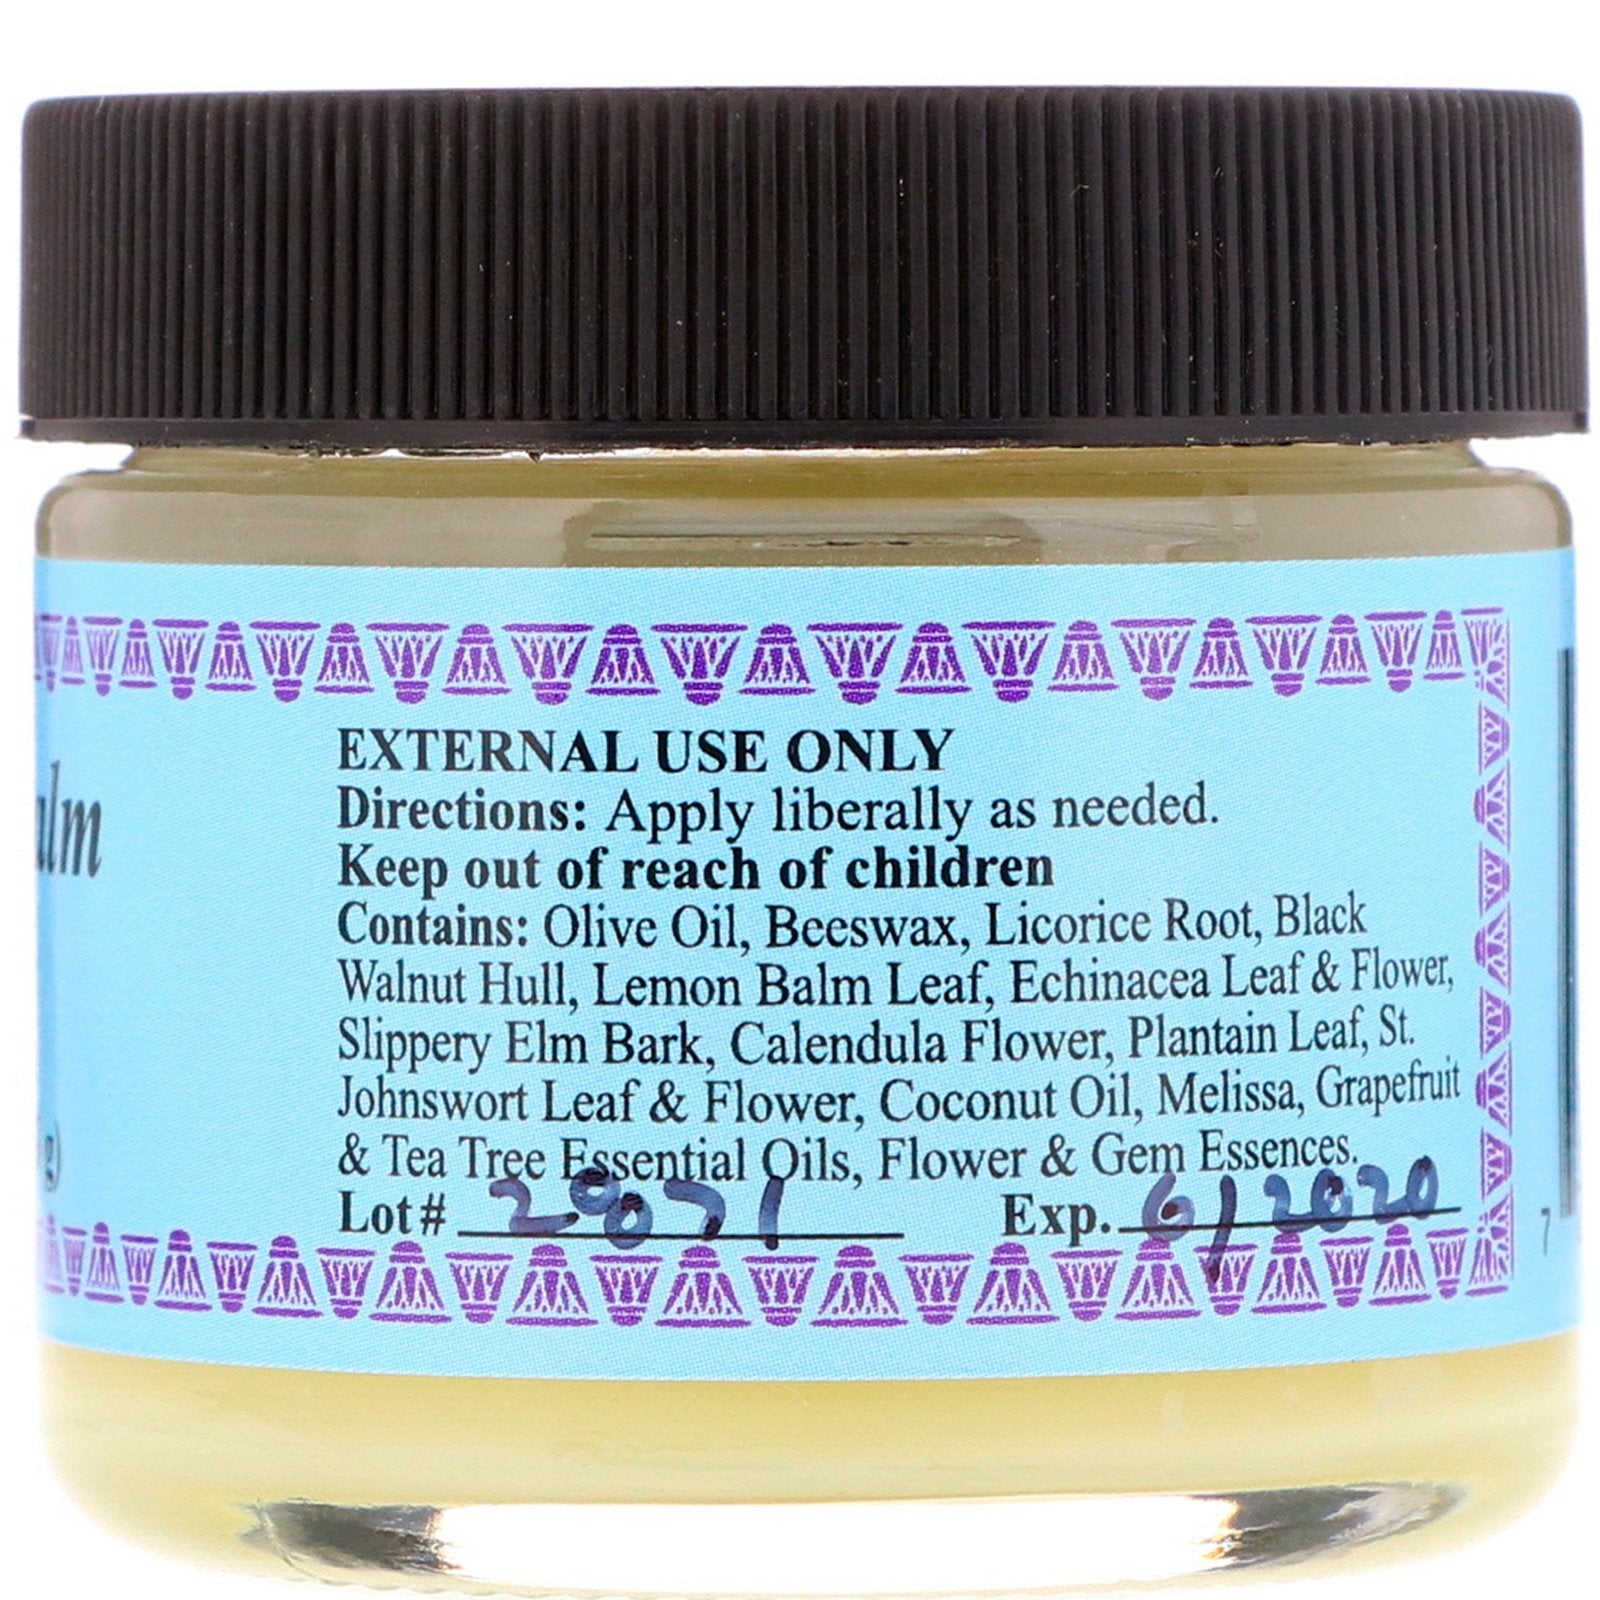 alm
g)
EXTERNAL USE ONLY
Directions: Apply liberally as needed.
Keep out of reach of children
Contains: Olive Oil, Beeswax, Licorice Root, Black
Walnut Hull, Lemon Balm Leaf, Echinacea Leaf & Flower,
Slippery Elm Bark, Calendula Flower, Plantain Leaf, St.
Johnswort Leaf & Flower, Coconut Oil, Melissa, Grapefruit
& Tea Tree Essential Oils, Flower & Gem Essences.
Lot# Exp. 6/2020
7